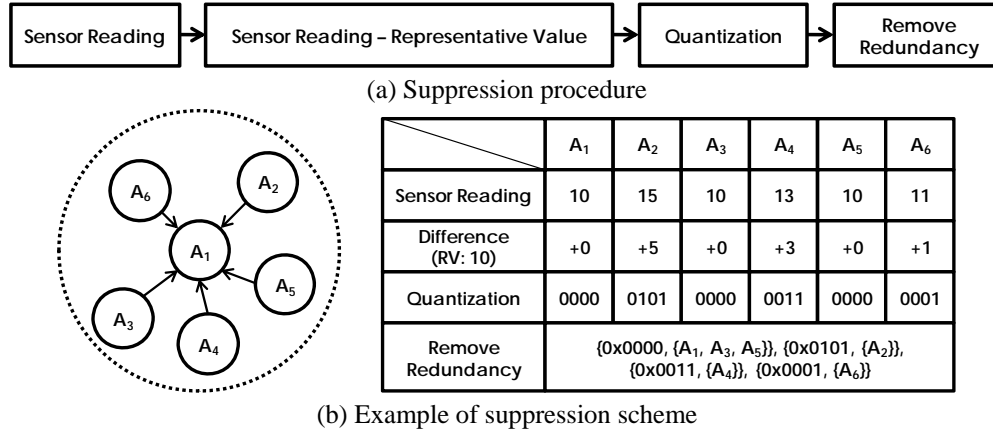 Sensor Reading
Sensor Reading – Representative Value
Quantization
Remove
Redundancy
(a) Suppression procedure
A6
A2
A1
A5
A3
A4
A1 A2 A3 A4 A5 A6
Sensor Reading 10 15 10 13 10 11
Difference
(RV: 10) +0 +5 +0 +3 +0 +1
Quantization 0000 0101 0000 0011 0000 0001
Remove
Redundancy
{0x0000, {A1, A3, A5}}, {0x0101, {A2}},
{0x0011, {A4}}, {0x0001, {A6}}
(b) Example of suppression scheme